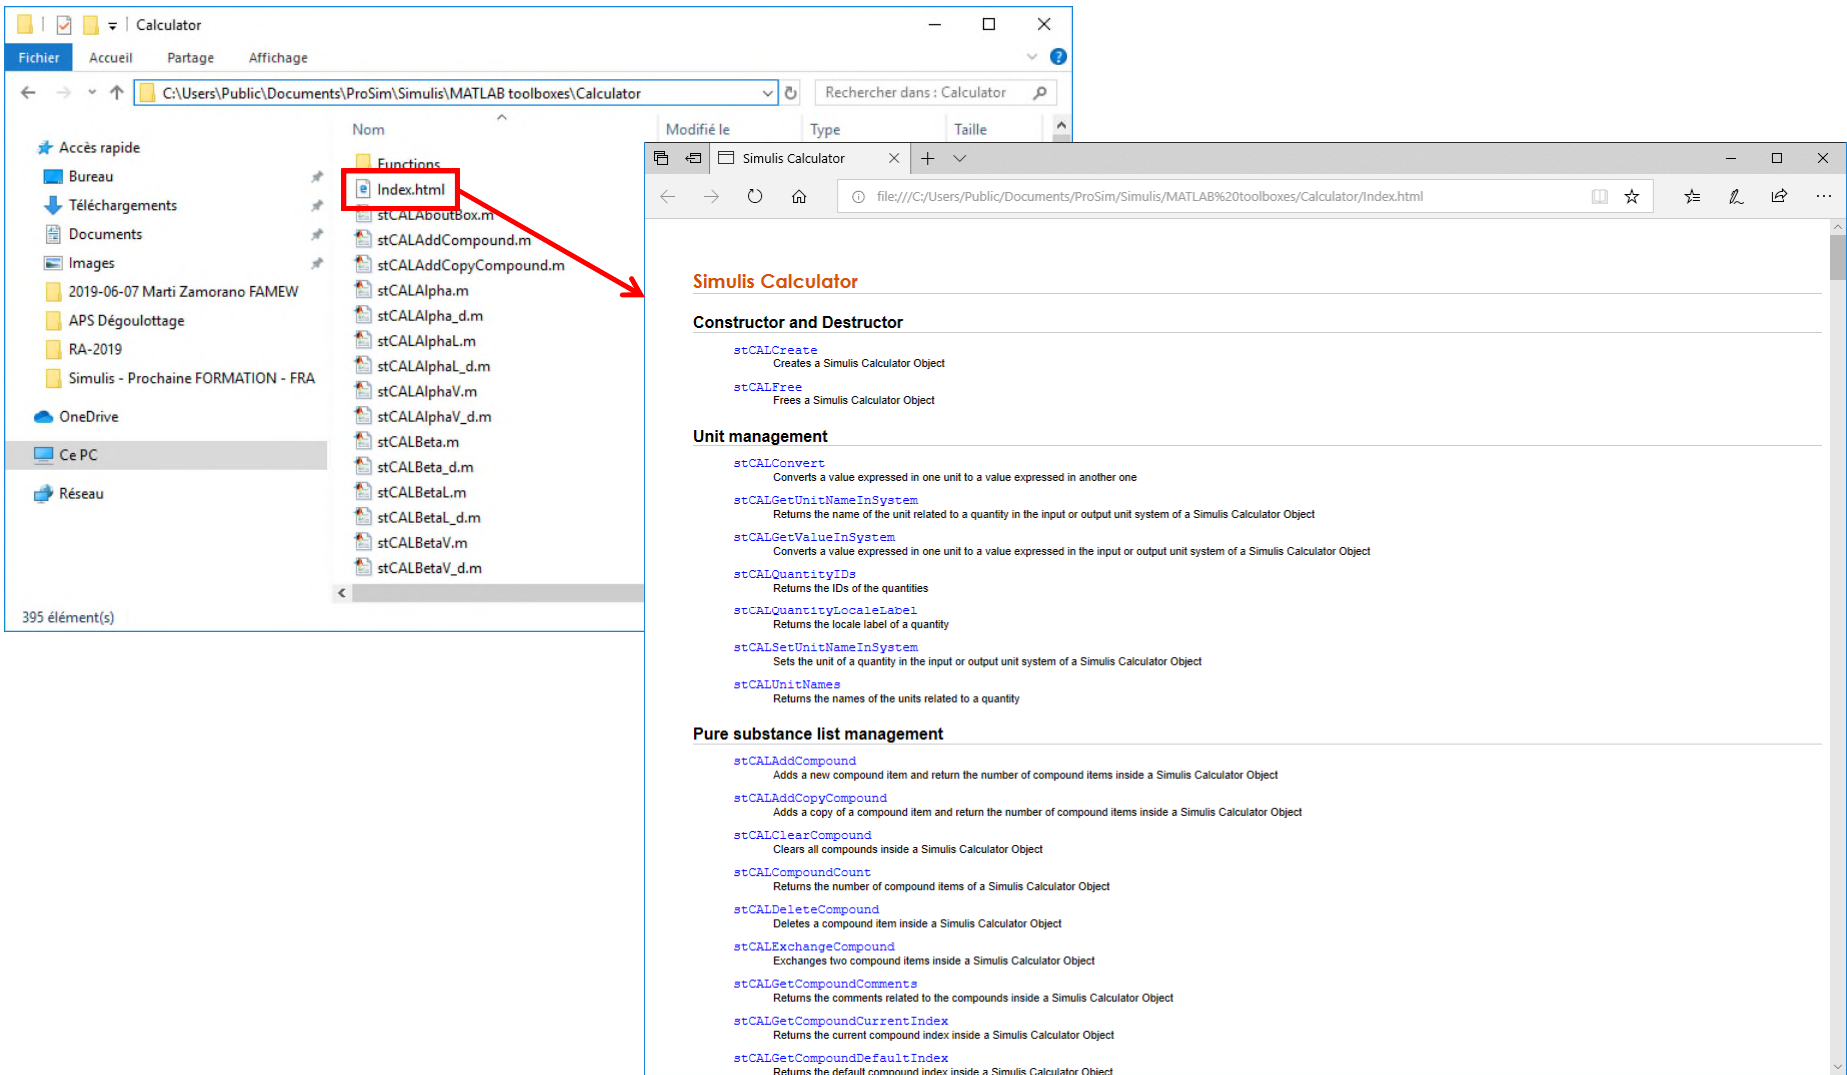 Calculator
Fichier Accueil Partage Affichage
C:\Users\Public\Documents\ProSim\Simulis\MATLAB toolboxes\Calculator
Rechercher dans : Calculator
Accès rapide
Bureau
Téléchargements
Documents
Images
2019-06-07 Marti Zamorano FAMEW
APS Dégoulottage
RA-2019
Simulis - Prochaine FORMATION - FRA
OneDrive
Ce PC
Réseau
395 élément(s)
Nom Modifié le Type Taille
Functions
Index.html
stCALAboutBox.m
stCALAddCompound.m
stCALAddCopyCompound.m
stCALAlpha.m
stCALAlpha_d.m
stCALAlphaL.m
stCALAlphaL_d.m
stCALAlphaV.m
stCALAlphaV_d.m
stCALBeta.m
stCALBeta_d.m
stCALBetaL.m
stCALBetaL_d.m
stCALBetaV.m
stCALBetaV_d.m
Simulis Calculator
file:///C:/Users/Public/Documents/ProSim/Simulis/MATLAB%20toolboxes/Calculator/Index.html
Simulis Calculator
Constructor and Destructor
stCALCreate
Creates a Simulis Calculator Object
stCALFree
Frees a Simulis Calculator Object
Unit management
stCALConvert
Converts a value expressed in one unit to a value expressed in another one
stCALGetUnitNameInSystem
Returns the name of the unit related to a quantity in the input or output unit system of a Simulis Calculator Object
stCALGetValueInSystem
Converts a value expressed in one unit to a value expressed in the input or output unit system of a Simulis Calculator Object
stCALQuantityIDs
Returns the IDs of the quantities
stCALQuantityLocaleLabel
Returns the locale label of a quantity
stCALSetUnitNameInSystem
Sets the unit of a quantity in the input or output unit system of a Simulis Calculator Object
stCALUnitNames
Returns the names of the units related to a quantity
Pure substance list management
stCALAddCompound
Adds a new compound item and return the number of compound items inside a Simulis Calculator Object
stCALAddCopyCompound
Adds a copy of a compound item and return the number of compound items inside a Simulis Calculator Object
stCALClearCompound
Clears all compounds inside a Simulis Calculator Object
stCALCompoundCount
Returns the number of compound items of a Simulis Calculator Object
stCALDeleteCompound
Deletes a compound item inside a Simulis Calculator Object
stCALExchangeCompound
Exchanges two compound items inside a Simulis Calculator Object
stCALGetCompoundComments
Returns the comments related to the compounds inside a Simulis Calculator Object
stCALGetCompoundCurrentIndex
Returns the current compound index inside a Simulis Calculator Object
stCALGetCompoundDefaultIndex
Returns the default compound index inside a Simulis Calculator Object